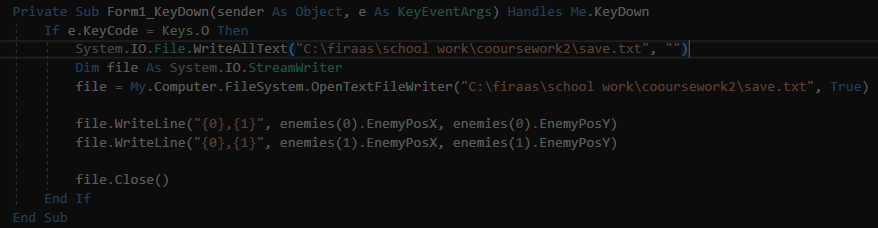 Private Sub Form1_KeyDown(sender As Object, e As KeyEventArgs) Handles Me.KeyDown
If e.KeyCode = Keys.O Then
System.IO.File.WriteAllText("C:\firaas\school work\cooursework2\save.txt", "")
Dim file As System.IO.StreamWriter
file = My.Computer.FileSystem.OpenTextFileWriter("C:\firaas\school work\cooursework2\save.txt", True)
file.WriteLine("{0},{1}", enemies(0).EnemyPosX, enemies(0).EnemyPosY)
file.WriteLine("{0},{1}", enemies(1).EnemyPosX, enemies(1).EnemyPosY)
file.Close()
End If
End Sub